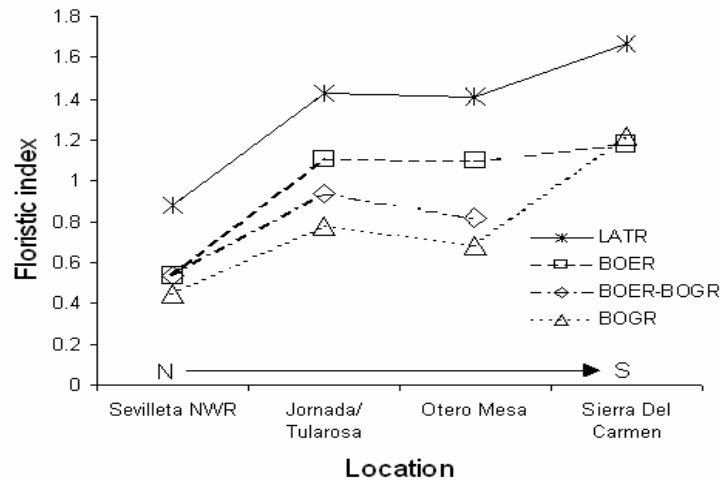 1.8
1.6
1.4
1.2
1
0.8
0.6
0.4
0.2
0
Floristic index
LATR
BOER
BOER-BOGR
BOGR
N S
Sevilleta NWR Jornada/ Otero Mesa Sierra Del
Tularosa Carmen
Location